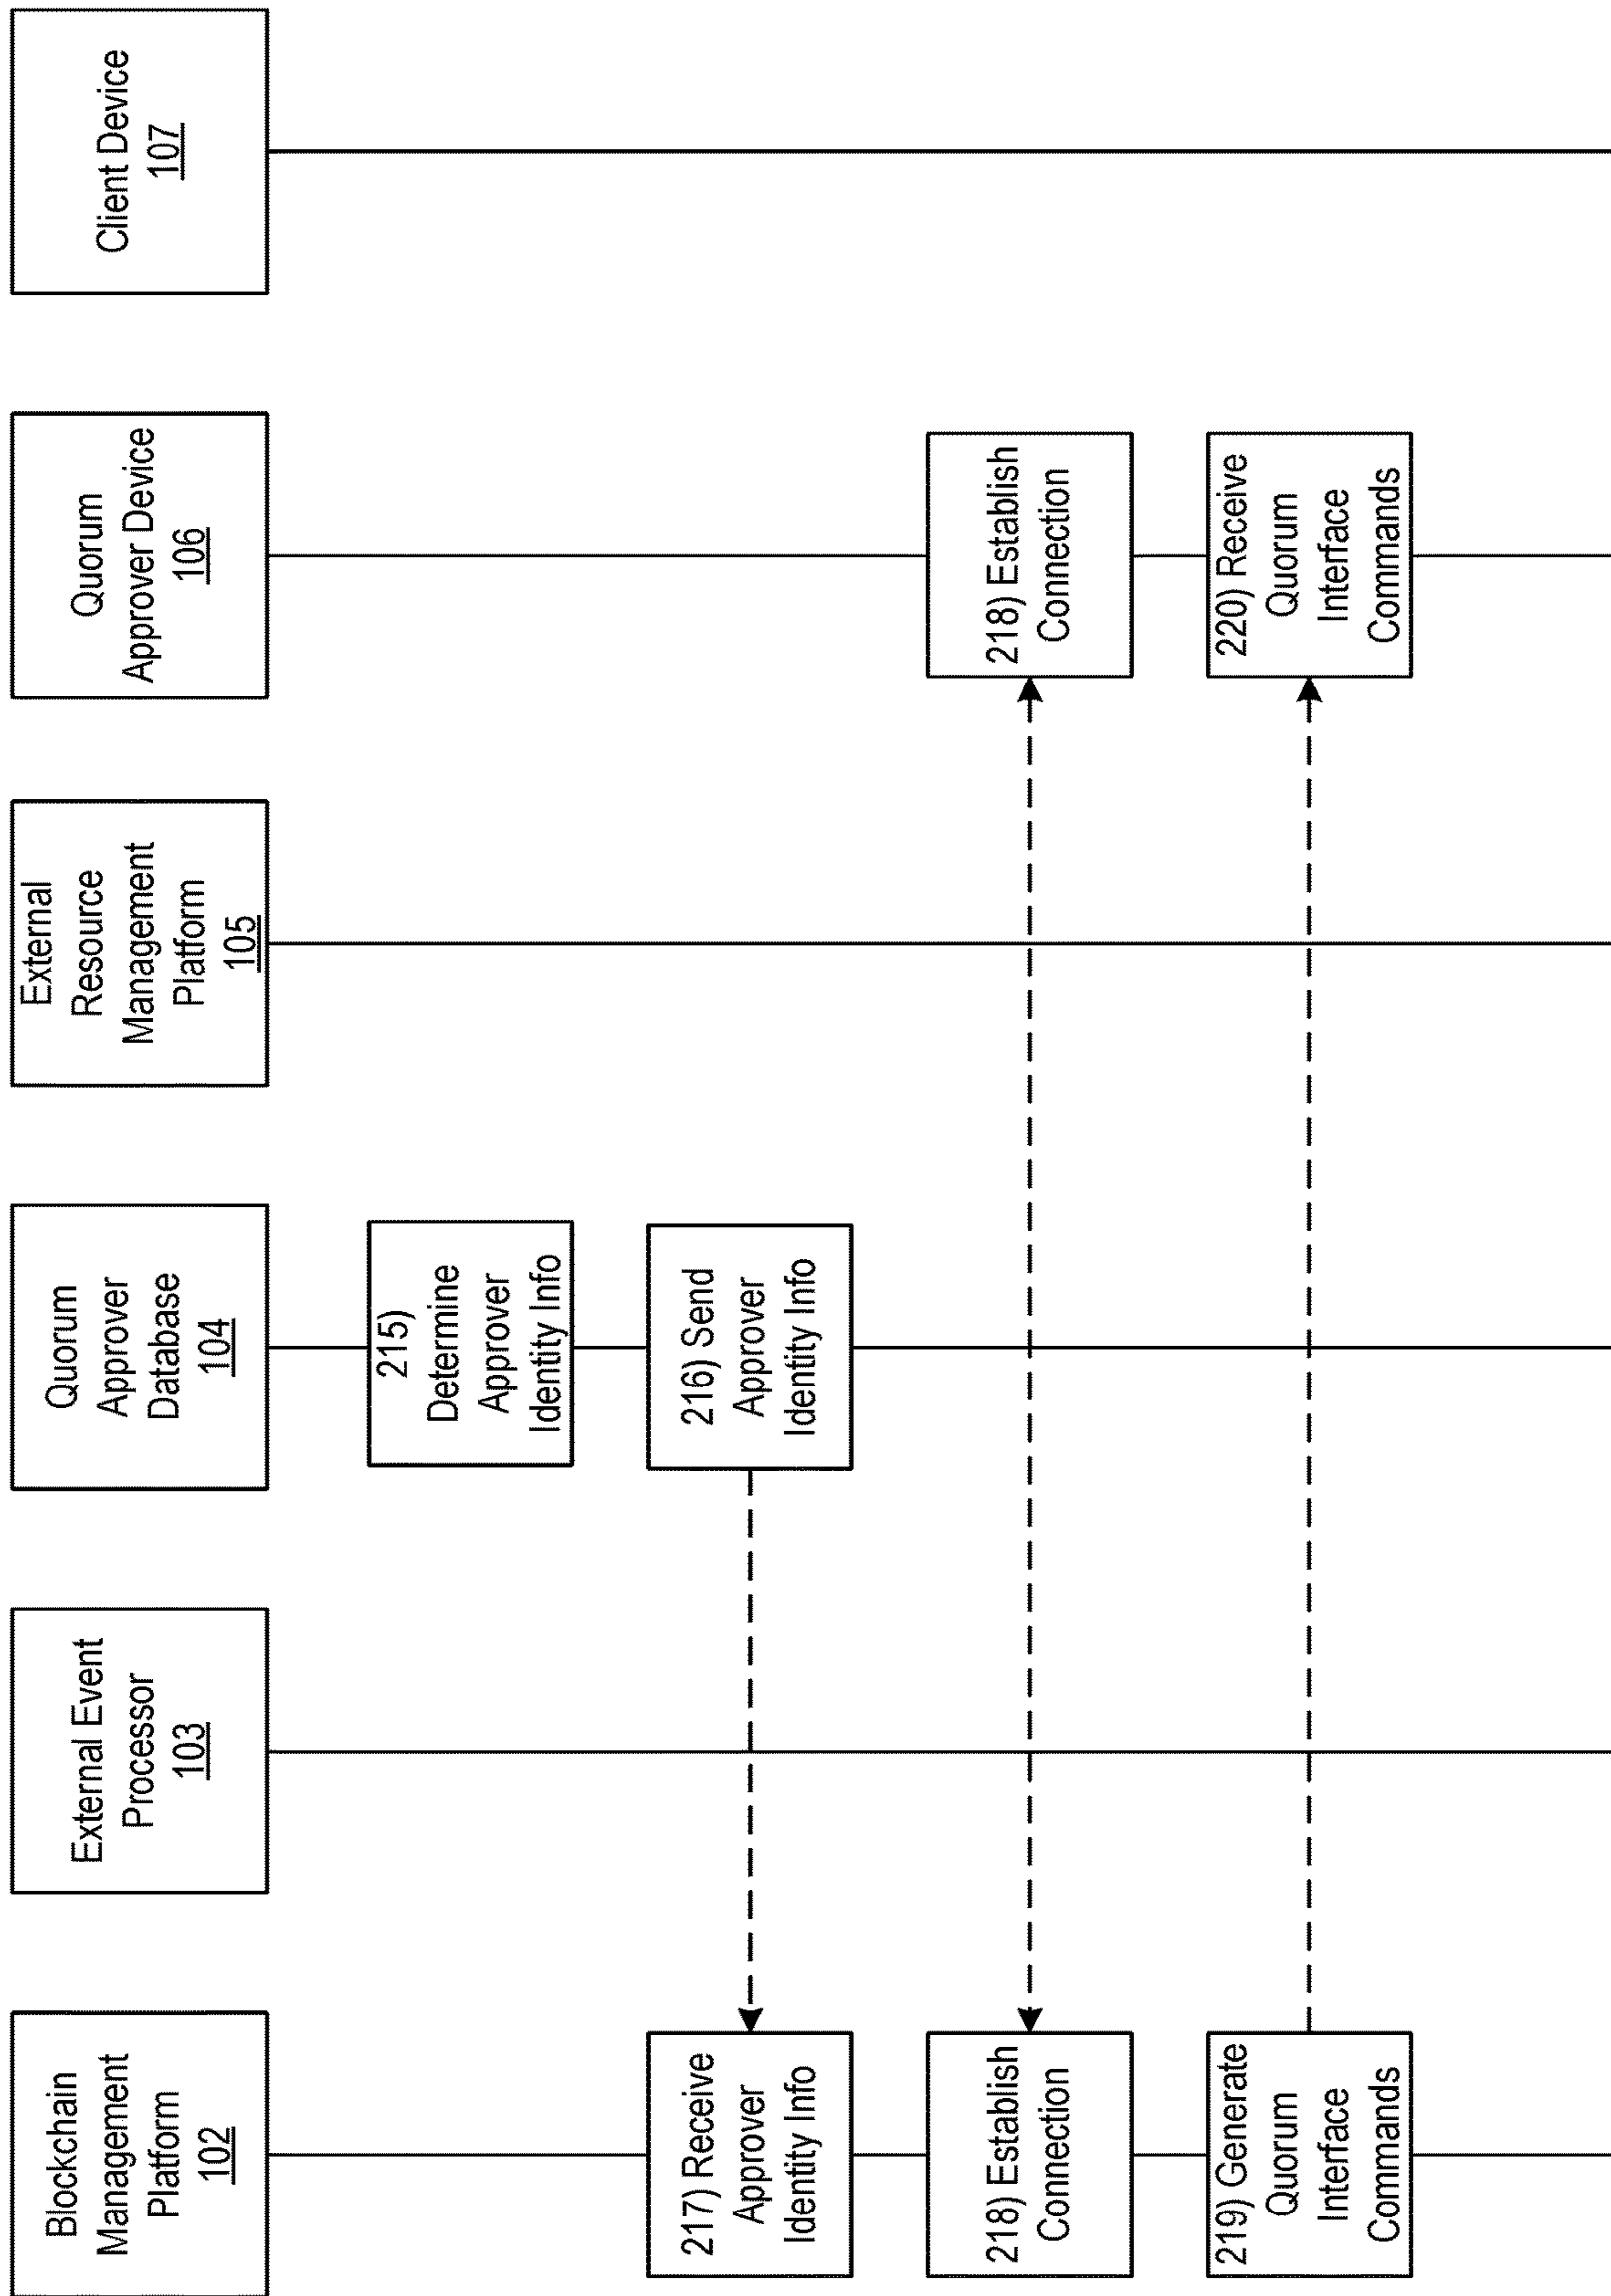 Blockchain
Management
Platform
102
External Event
Processor
103
Quorum
Approver
Database
104
External
Resource
Management
Platform
105
Quorum
Approver Device
106
Client Device
107
215)
Determine
Approver
Identity Info
217) Receive
Approver
Identity Info
216) Send
Approver
Identity Info
218) Establish
Connection
218) Establish
Connection
219) Generate
Quorum
Interface
Commands
220) Receive
Quorum
Interface
Commands